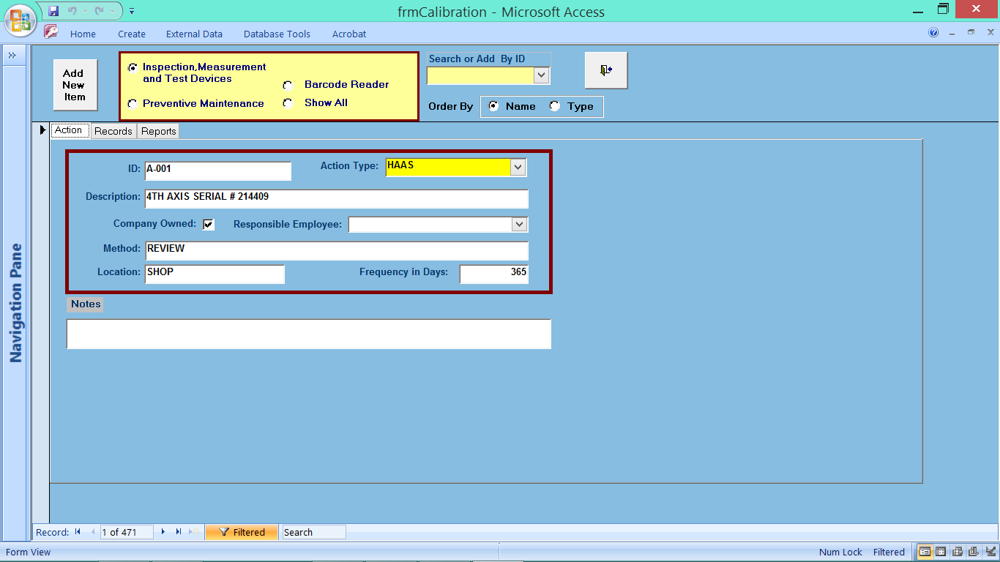 frmCalibration - Microsoft Access
Home Create External Data Database Tools Acrobat
Add
New
Item
Inspection,Measurement
and Test Devices
Preventive Maintenance
Barcode Reader
Show All
Search or Add By ID
Order By Name Type
Navigation Pane
Action Records Reports
ID: A-001 Action Type: HAAS
Description: 4TH AXIS SERIAL # 214409
Company Owned: Responsible Employee:
Method: REVIEW
Location: SHOP Frequency in Days: 365
Notes
Record: 1 of 471 Filtered Search
Form View Num Lock Filtered